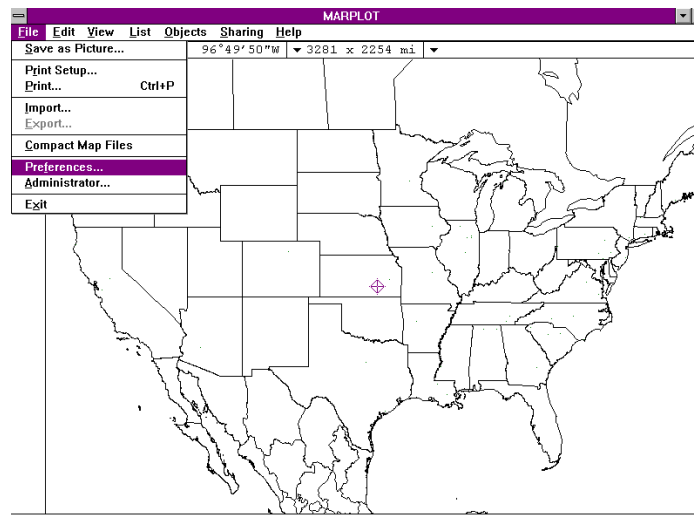 MARPLOT
File Edit View List Objects Sharing Help
Save as Picture... 96°49'50"W 3281 x 2254 mi
Print Setup...
Print... Ctrl+P
Import...
Export...
Compact Map Files
Preferences...
Administrator...
Exit